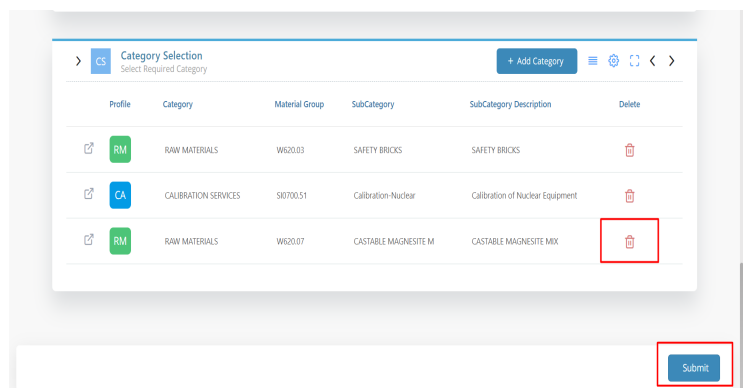 CS Category Selection + Add Category
Select Required Category
Profile Category Material Group SubCategory SubCategory Description Delete
RM RAW MATERIALS W620.03 SAFETY BRICKS SAFETY BRICKS
CA CALIBRATION SERVICES SI0700.51 Calibration-Nuclear Calibration of Nuclear Equipment
RM RAW MATERIALS W620.07 CASTABLE MAGNESITE M CASTABLE MAGNESITE MIX
Submit